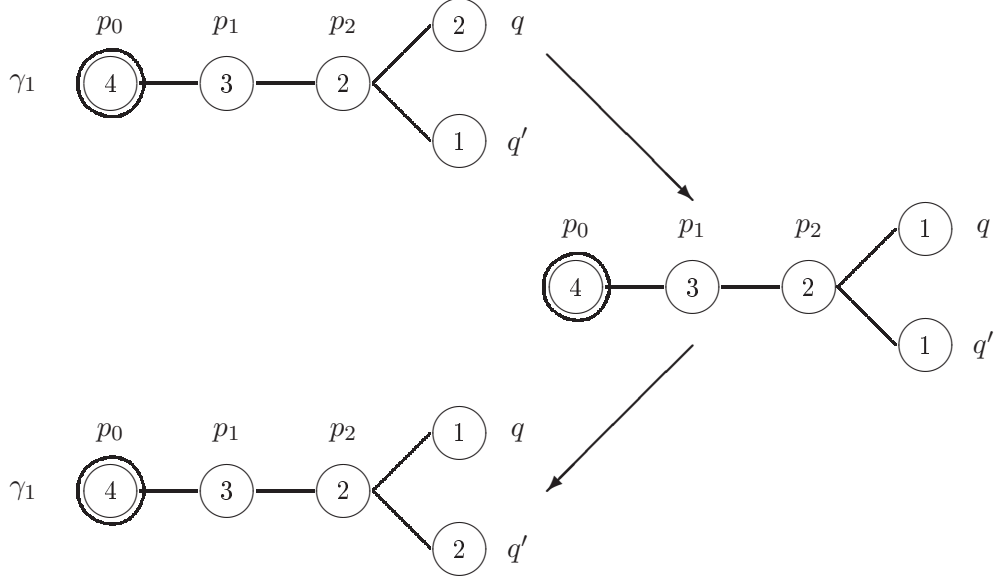 p₀ p₁ p₂ 2 q
γ₁ 4 3 2
1 q′
p₀ p₁ p₂ 1 q
4 3 2
1 q′
p₀ p₁ p₂ 1 q
γ₁ 4 3 2
2 q′